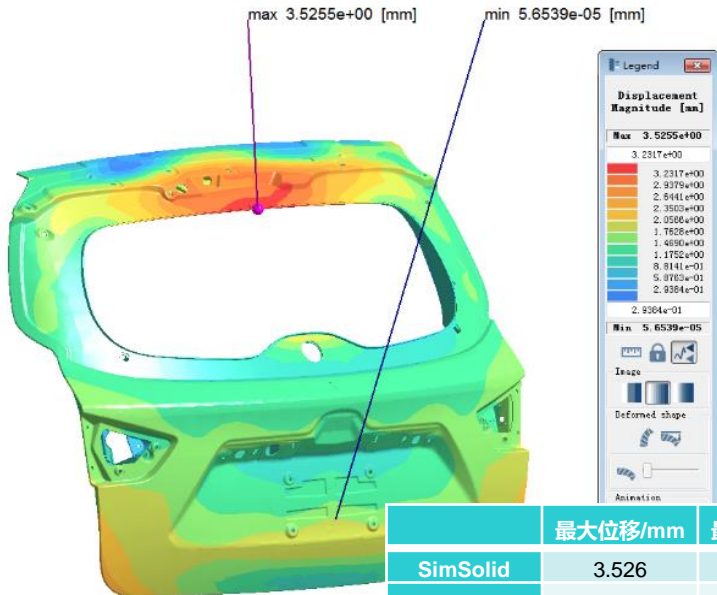 max 3.5255e+00 [mm]
min 5.6539e-05 [mm]
Legend
Displacement
Magnitude [mm]
Max 3.5255e+00
3.2317e+00
3.2317e+00
2.9379e+00
2.6441e+00
2.3503e+00
2.0566e+00
1.7628e+00
1.4690e+00
1.1752e+00
8.8141e-01
5.8763e-01
2.9384e-01
2.9384e-01
Min 5.6539e-05
Image
Deformed shape
Animation
最大位移/mm
SimSolid 3.526